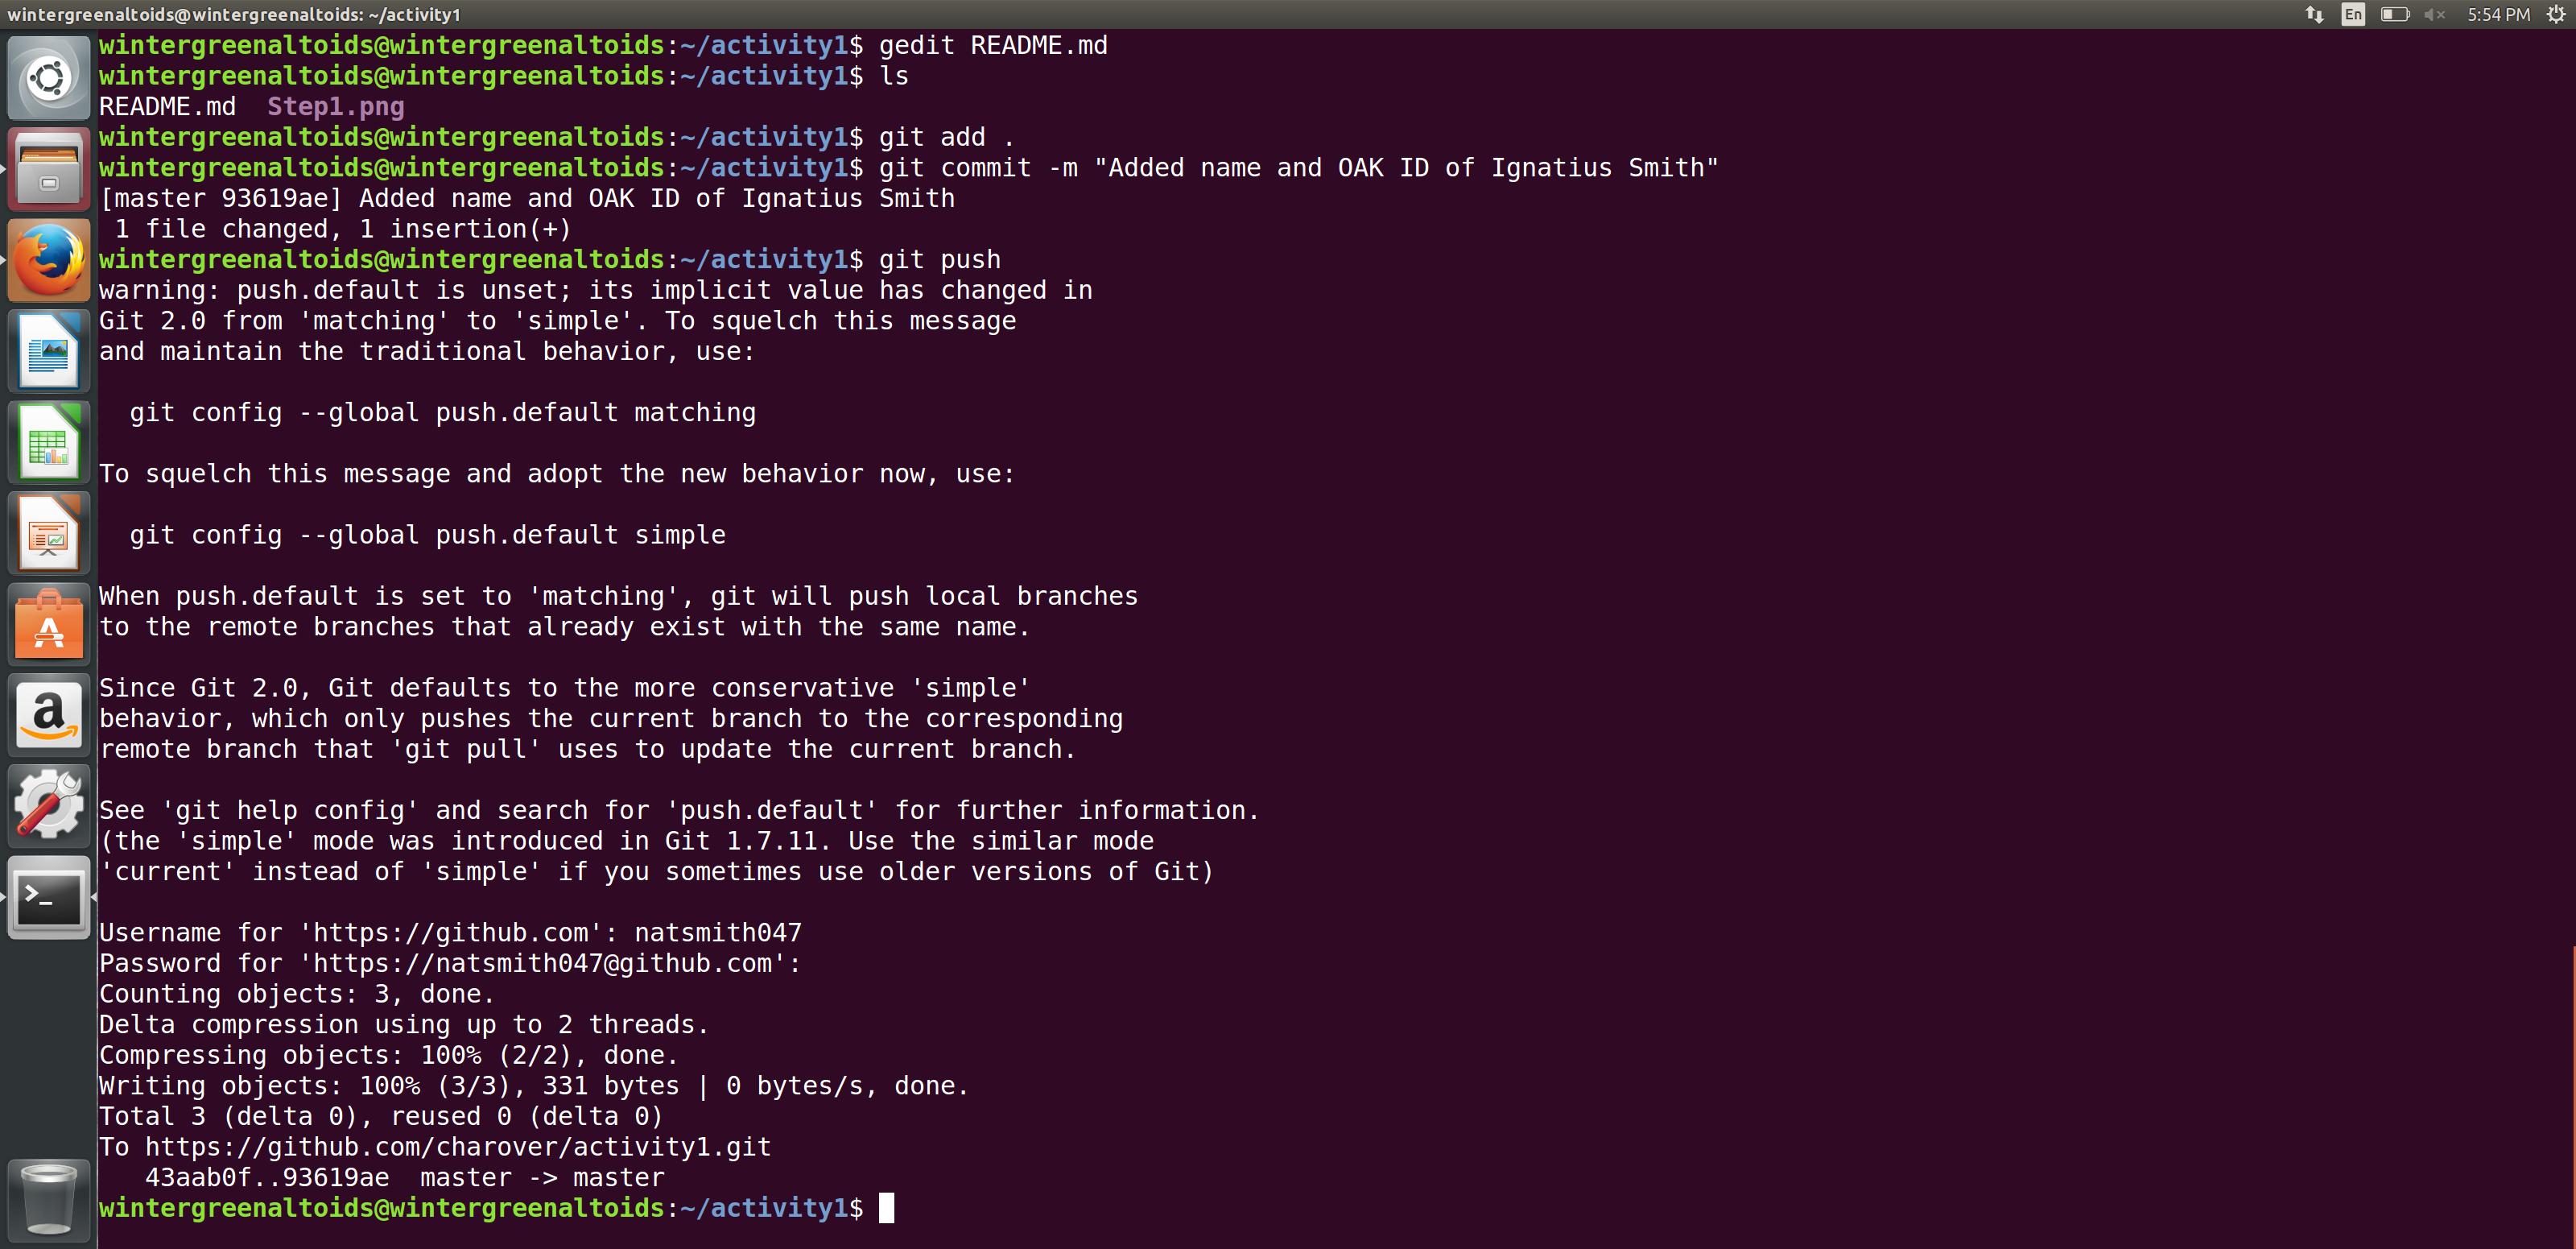 wintergreenaltoids@wintergreenaltoids: ~/activity1
En
5:54 PM
wintergreenaltoids@wintergreenaltoids:~/activity1$ gedit README.md
wintergreenaltoids@wintergreenaltoids:~/activity1$ ls
README.md  Step1.png
wintergreenaltoids@wintergreenaltoids:~/activity1$ git add .
wintergreenaltoids@wintergreenaltoids:~/activity1$ git commit -m "Added name and OAK ID of Ignatius Smith"
[master 93619ae] Added name and OAK ID of Ignatius Smith
 1 file changed, 1 insertion(+)
wintergreenaltoids@wintergreenaltoids:~/activity1$ git push
warning: push.default is unset; its implicit value has changed in
Git 2.0 from 'matching' to 'simple'. To squelch this message
and maintain the traditional behavior, use:
  git config --global push.default matching
To squelch this message and adopt the new behavior now, use:
  git config --global push.default simple
When push.default is set to 'matching', git will push local branches
to the remote branches that already exist with the same name.
Since Git 2.0, Git defaults to the more conservative 'simple'
behavior, which only pushes the current branch to the corresponding
remote branch that 'git pull' uses to update the current branch.
See 'git help config' and search for 'push.default' for further information.
(the 'simple' mode was introduced in Git 1.7.11. Use the similar mode
'current' instead of 'simple' if you sometimes use older versions of Git)
Username for 'https://github.com': natsmith047
Password for 'https://natsmith047@github.com':
Counting objects: 3, done.
Delta compression using up to 2 threads.
Compressing objects: 100% (2/2), done.
Writing objects: 100% (3/3), 331 bytes | 0 bytes/s, done.
Total 3 (delta 0), reused 0 (delta 0)
To https://github.com/charover/activity1.git
   43aab0f..93619ae  master -> master
wintergreenaltoids@wintergreenaltoids:~/activity1$